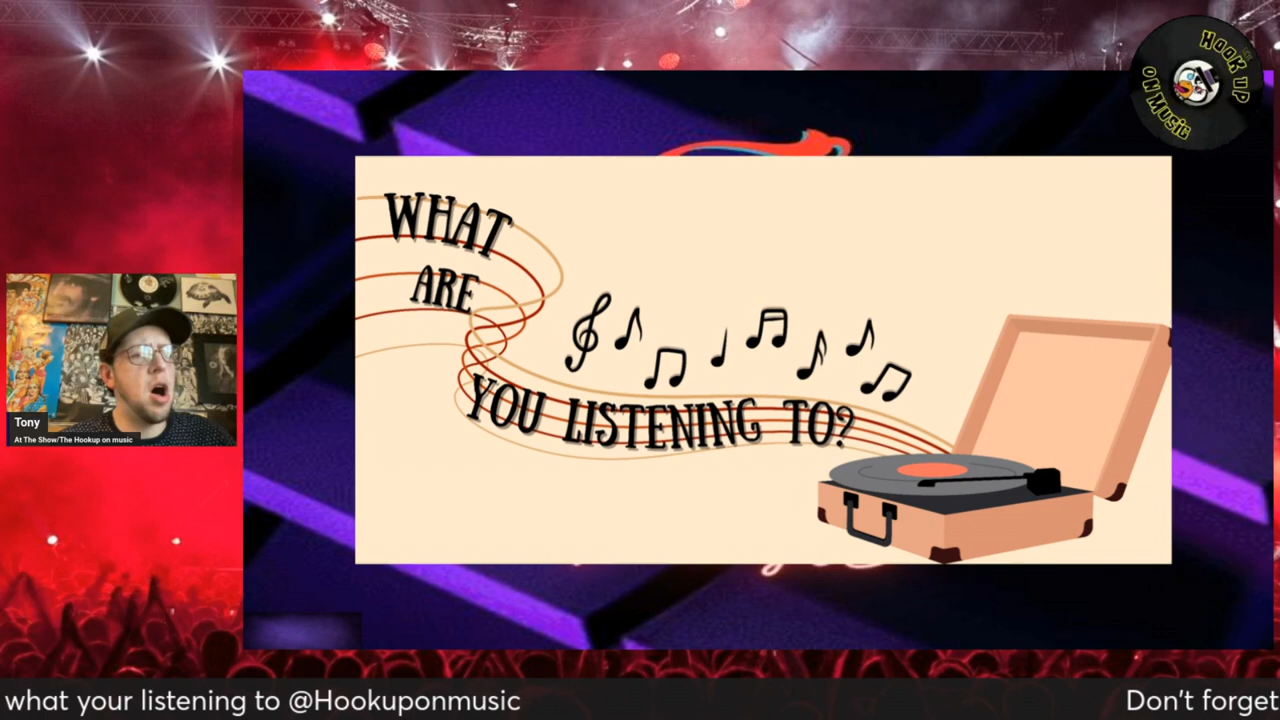 HOOK UP
ON MUSIC
WHAT
ARE
YOU LISTENING TO?
Tony
At The Show/The Hookup on music
what your listening to @Hookuponmusic
Don't forget